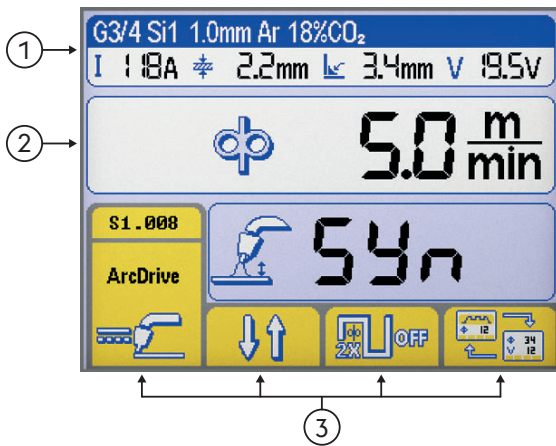 G3/4 Si1 1.0mm Ar 18%CO₂
I 118A 2.2mm 3.4mm V 19.5V
1
2
5.0 m/min
S1.008
ArcDrive
Syn
2X OFF
12
34
V 12
3